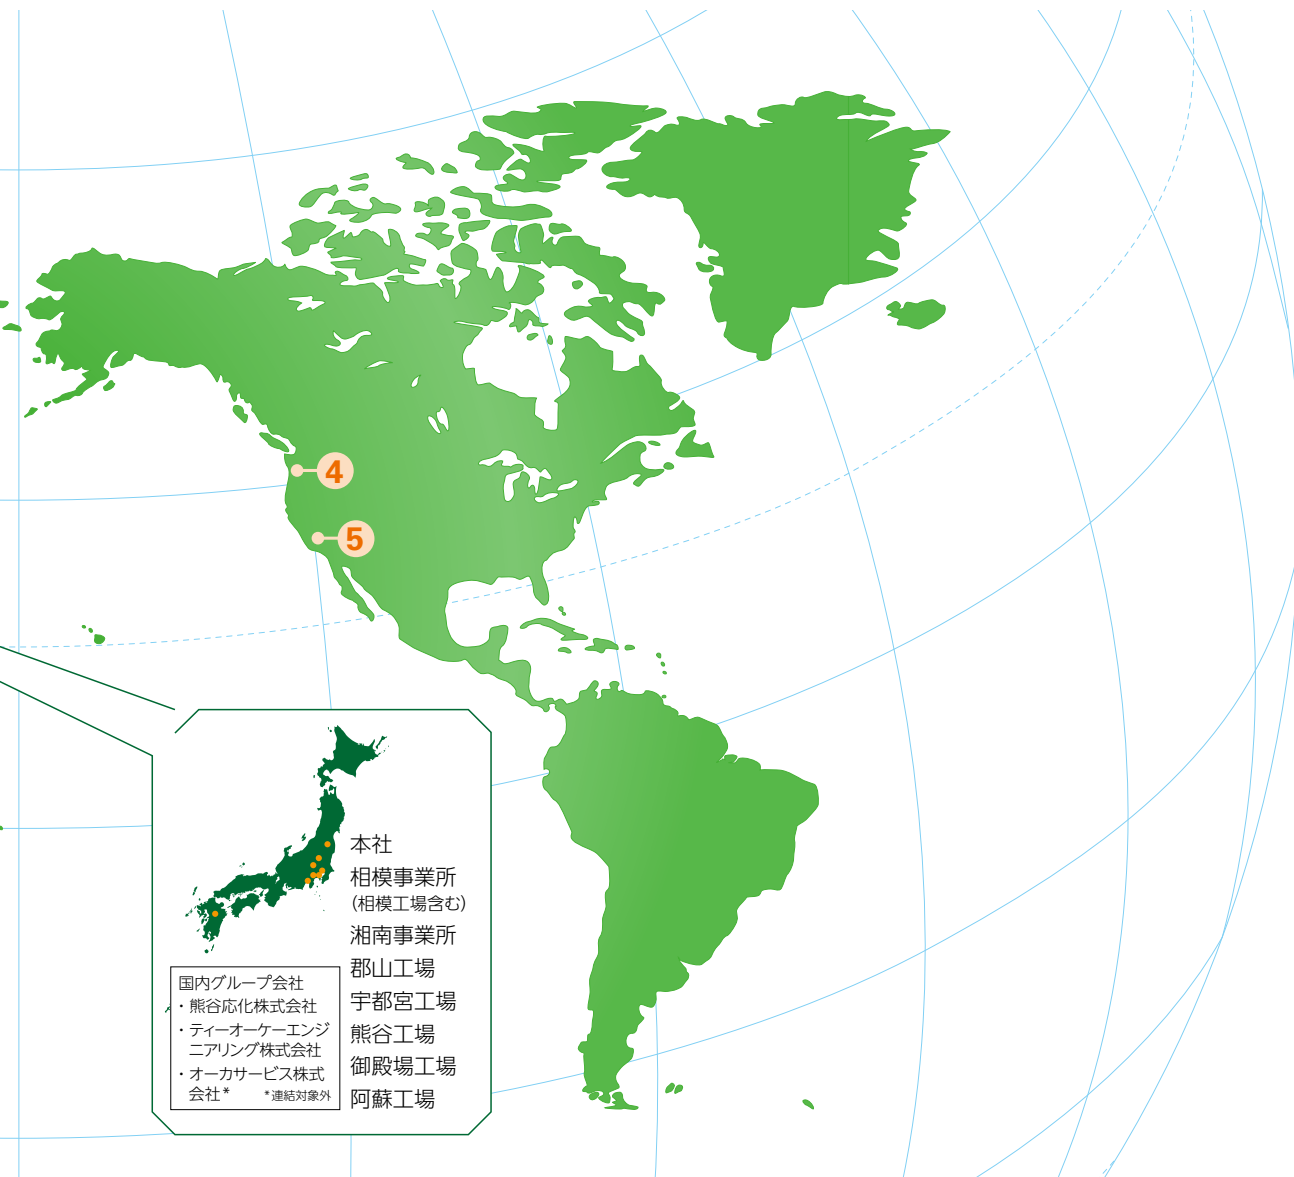 4
5
本社
相模事業所
(相模工場含む)
湘南事業所
郡山工場
宇都宮工場
熊谷工場
御殿場工場
阿蘇工場
国内グループ会社
・熊谷応化株式会社
・ティーオーケーエンジ
ニアリング株式会社
・オーカサービス株式
会社* *連結対象外